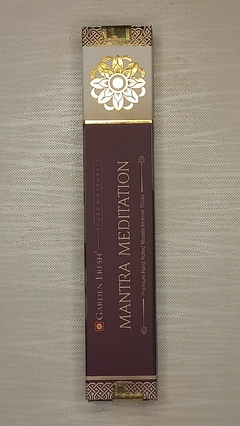 GARDEN FRESH®
MANTRA MEDITATION
Premium Hand Rolled Masala Incense Sticks